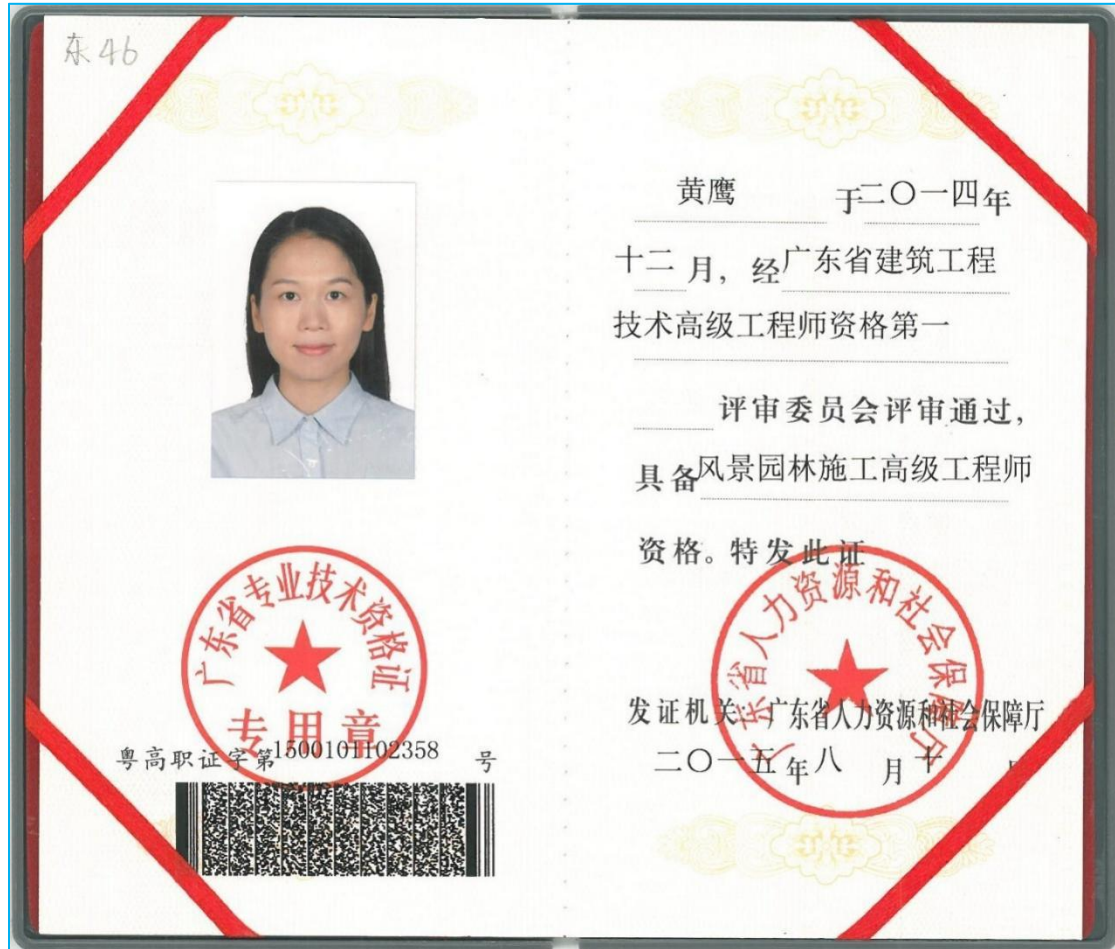 东46
广东省专业技术资格证
专用章
粤高职证字第1500101102358号
黄鹰 于二〇一四年
十二月，经广东省建筑工程
技术高级工程师资格第一
评审委员会评审通过，
具备风景园林施工高级工程师
资格。特发此证
广东省人力资源和社会保障厅
发证机关：广东省人力资源和社会保障厅
二〇一五年八月十